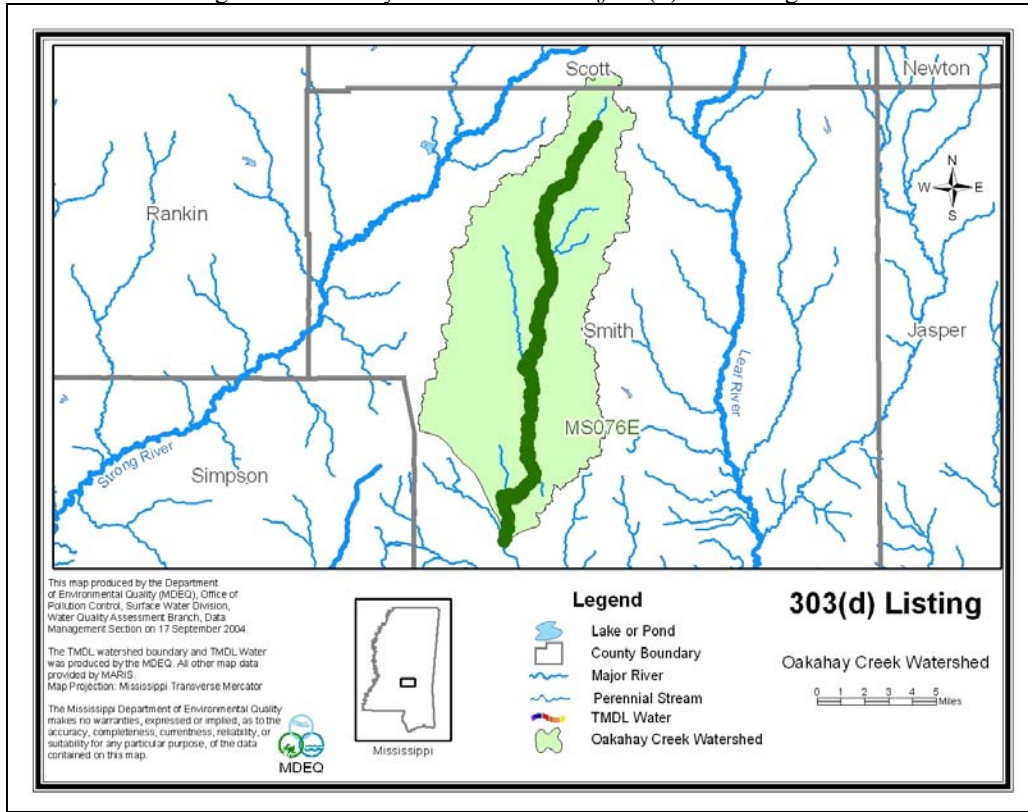 Scott
Newton
N
W E
S
Rankin
Smith
Jasper
Leaf River
MS076E
Strong River
Simpson
This map produced by the Department
of Environmental Quality (MDEQ), Office of
Pollution Control, Surface Water Division,
Water Quality Assessment Branch, Data
Management Section on 17 September 2004.
The TMDL watershed boundary and TMDL Water
was produced by the MDEQ. All other map data
provided by MARIS.
Map Projection: Mississippi Transverse Mercator
The Mississippi Department of Environmental Quality
makes no warranties, expressed or implied, as to the
accuracy, completeness, currentness, reliability, or
suitability for any particular purpose, of the data
contained on this map.
MDEQ
Mississippi
Legend
Lake or Pond
County Boundary
Major River
Perennial Stream
TMDL Water
Oakahay Creek Watershed
303(d) Listing
Oakahay Creek Watershed
0 1 2 3 4 5
Miles